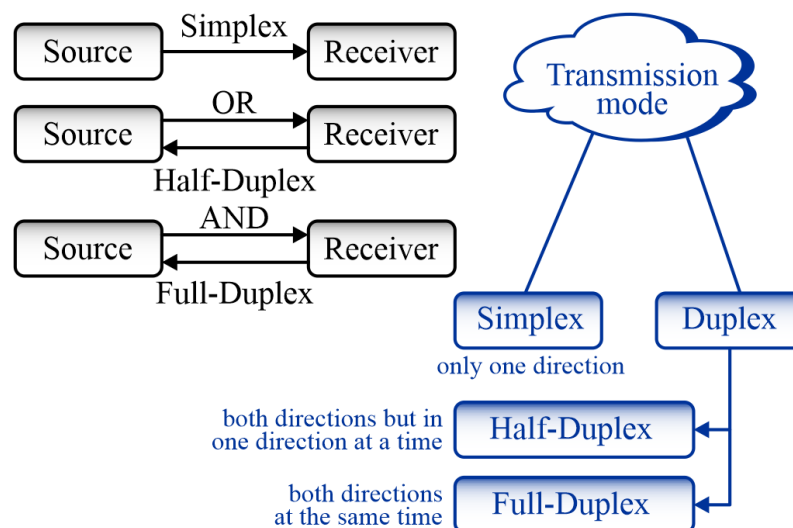 Simplex
Source
Receiver
OR
Source
Receiver
Half-Duplex
AND
Source
Receiver
Full-Duplex
Transmission
mode
Simplex
Duplex
only one direction
both directions but in
one direction at a time
Half-Duplex
both directions
at the same time
Full-Duplex